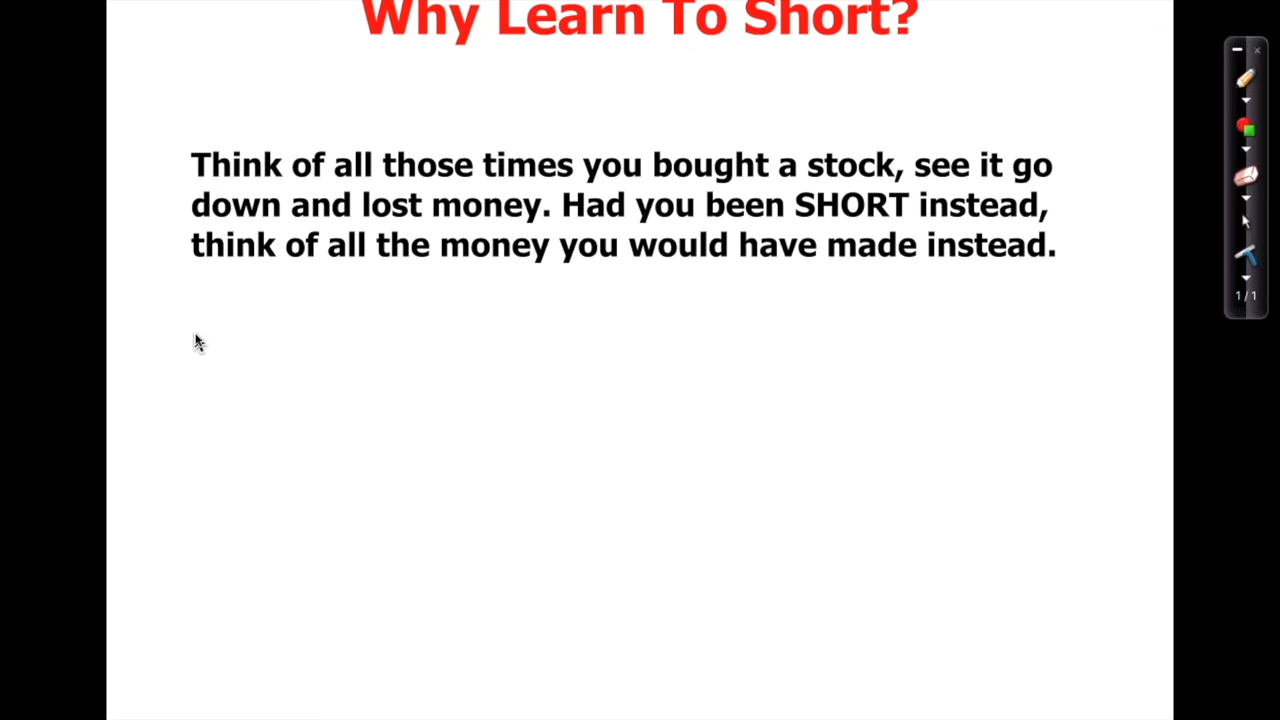 Why Learn To Short?
Think of all those times you bought a stock, see it go
down and lost money. Had you been SHORT instead,
think of all the money you would have made instead.
1/1